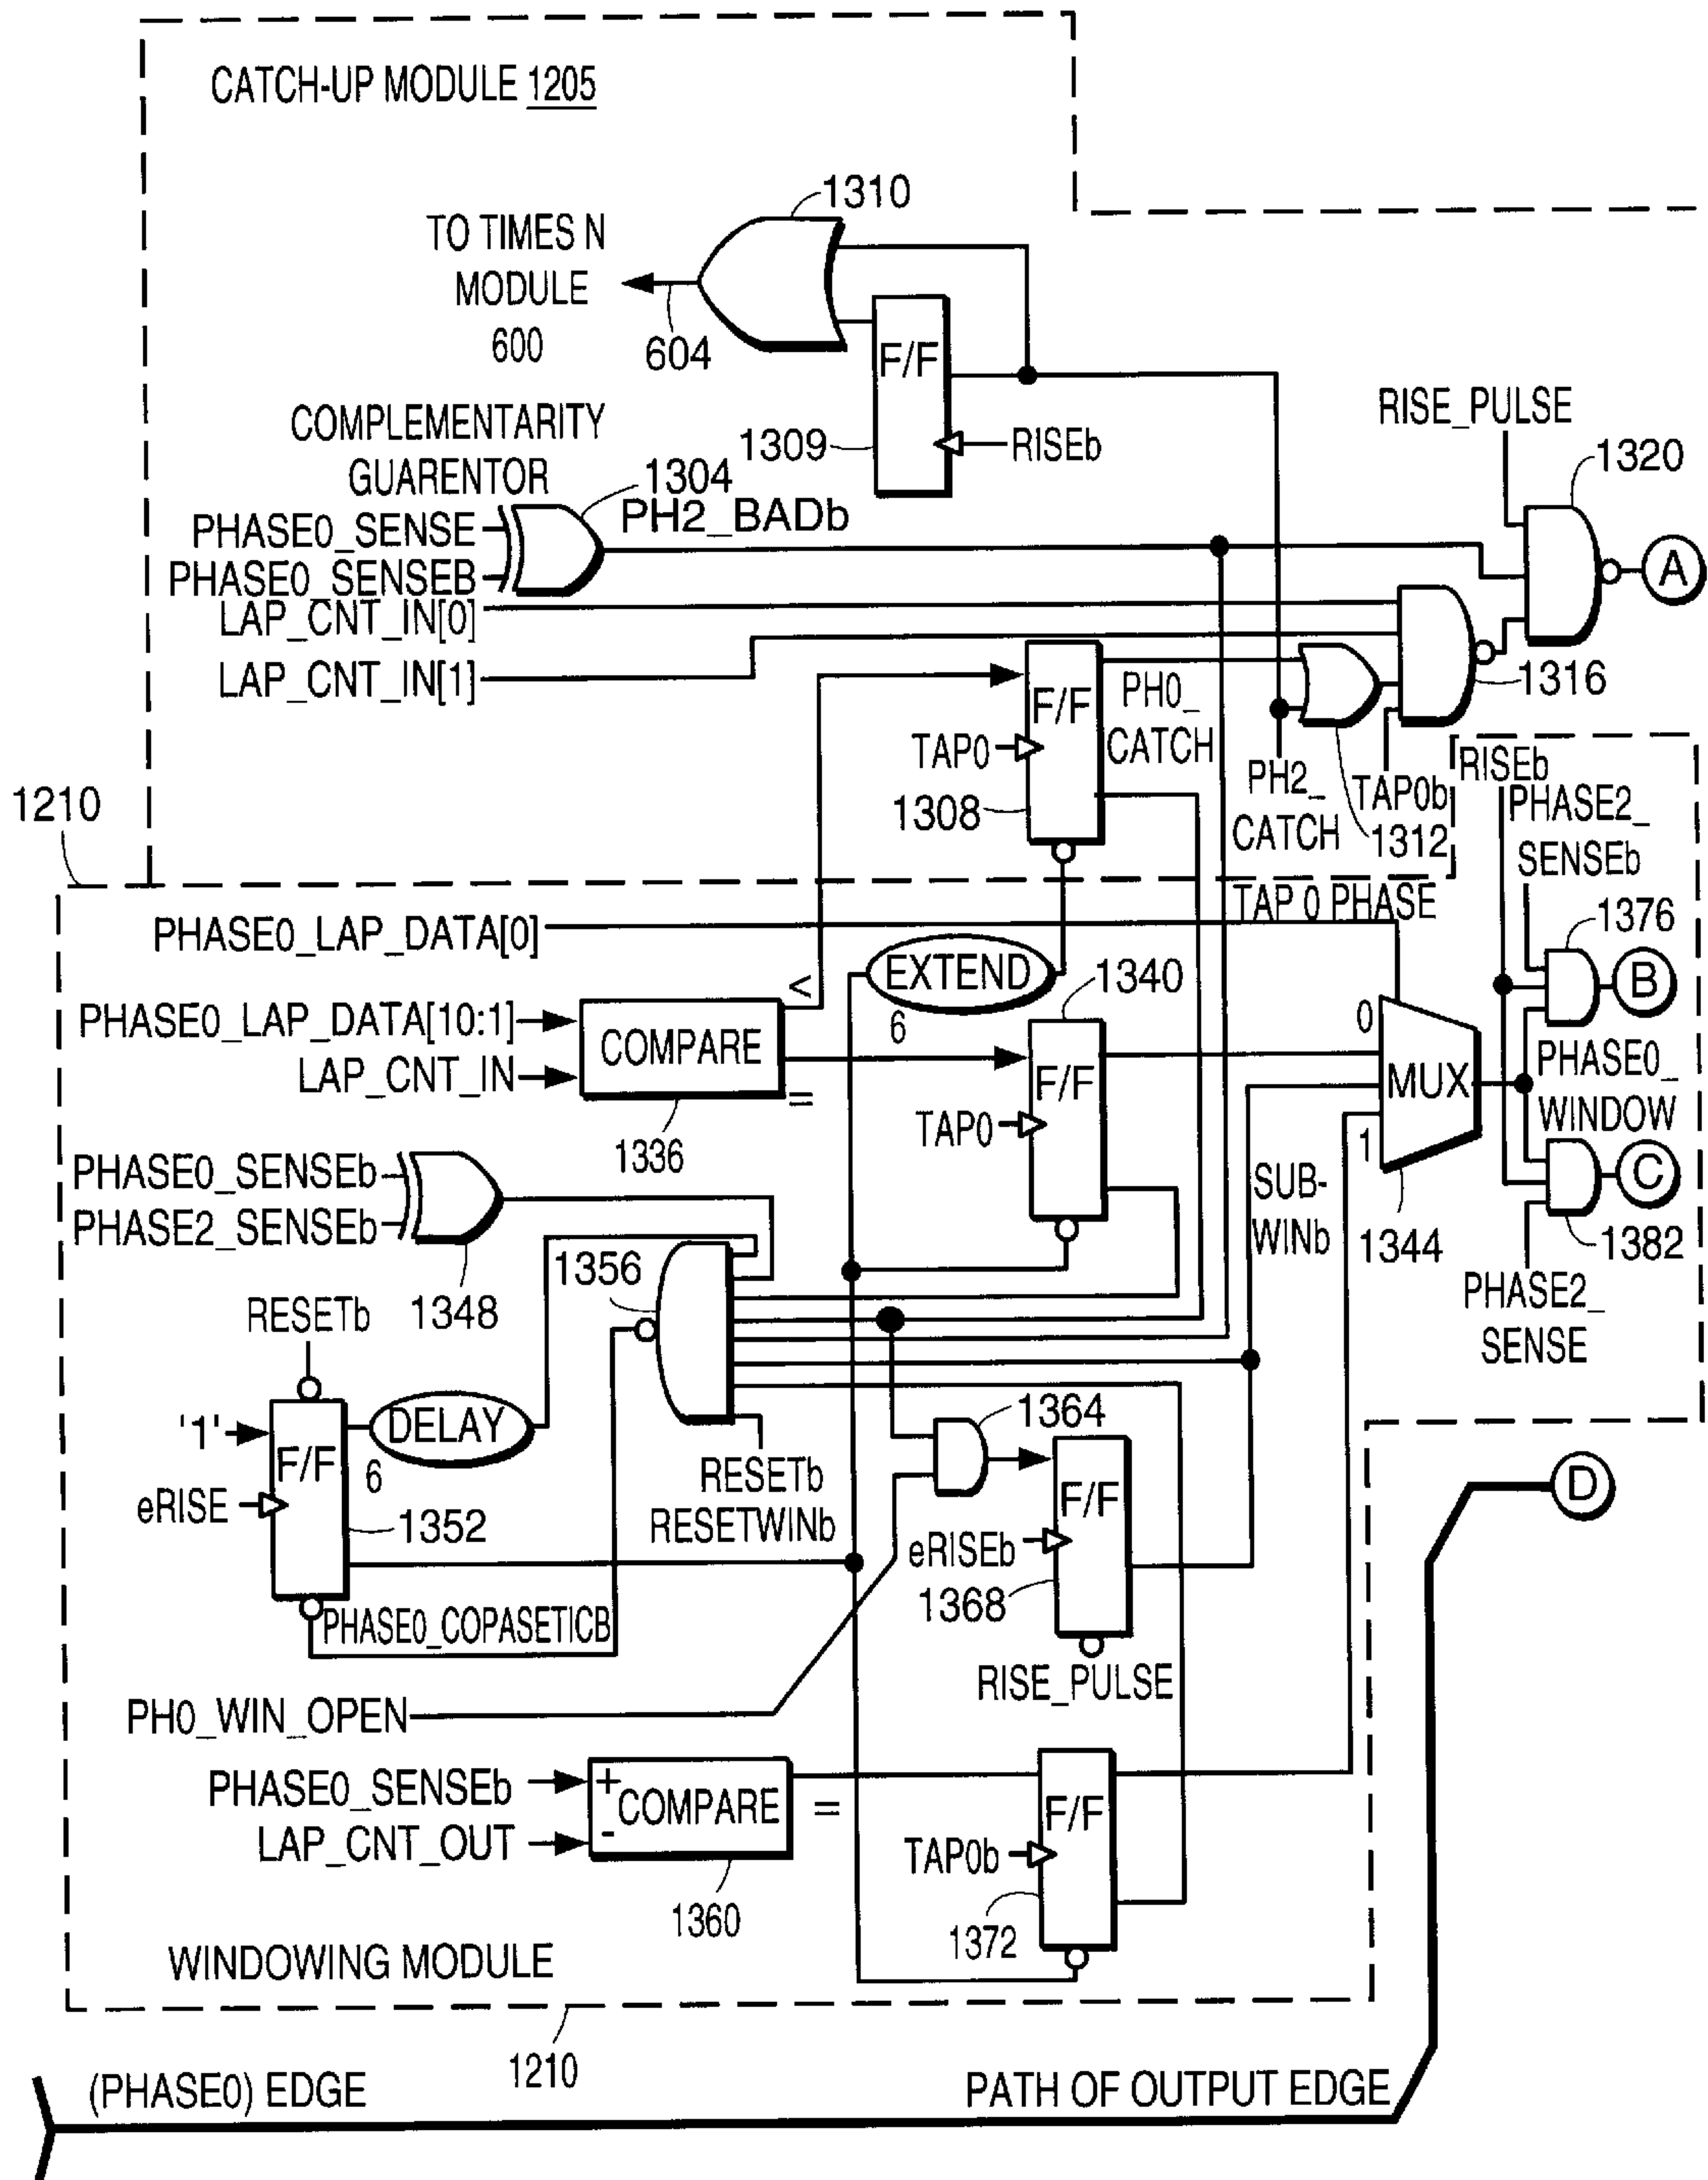 CATCH-UP MODULE 1205
1310
TO TIMES N
MODULE
600
604
F/F
1309
RISEb
RISE_PULSE
1320
COMPLEMENTARITY
GUARENTOR
1304
PH2_BADb
PHASE0_SENSE
PHASE0_SENSEB
LAP_CNT_IN[0]
LAP_CNT_IN[1]
A
1316
F/F
PH0_
CATCH
TAP0
1308
PH2_
CATCH
TAP0b
1312
RISEb
PHASE2_
SENSEb
1210
TAP 0 PHASE
1376
PHASE0_LAP_DATA[0]
EXTEND
6
1340
B
<
PHASE0_LAP_DATA[10:1]
LAP_CNT_IN
COMPARE
=
1336
F/F
TAP0
0
MUX
1
1344
PHASE0_
WINDOW
C
1382
PHASE0_SENSEb
PHASE2_SENSEb
1348
1356
SUB-
WINb
PHASE2_
SENSE
RESETb
'1'
F/F
DELAY
6
eRISE
1352
RESETb
RESETWINb
1364
F/F
eRISEb
1368
D
PHASE0_COPASETICB
RISE_PULSE
PH0_WIN_OPEN
PHASE0_SENSEb
LAP_CNT_OUT
+
-
COMPARE
=
1360
F/F
TAP0b
1372
WINDOWING MODULE
1210
(PHASE0) EDGE
PATH OF OUTPUT EDGE